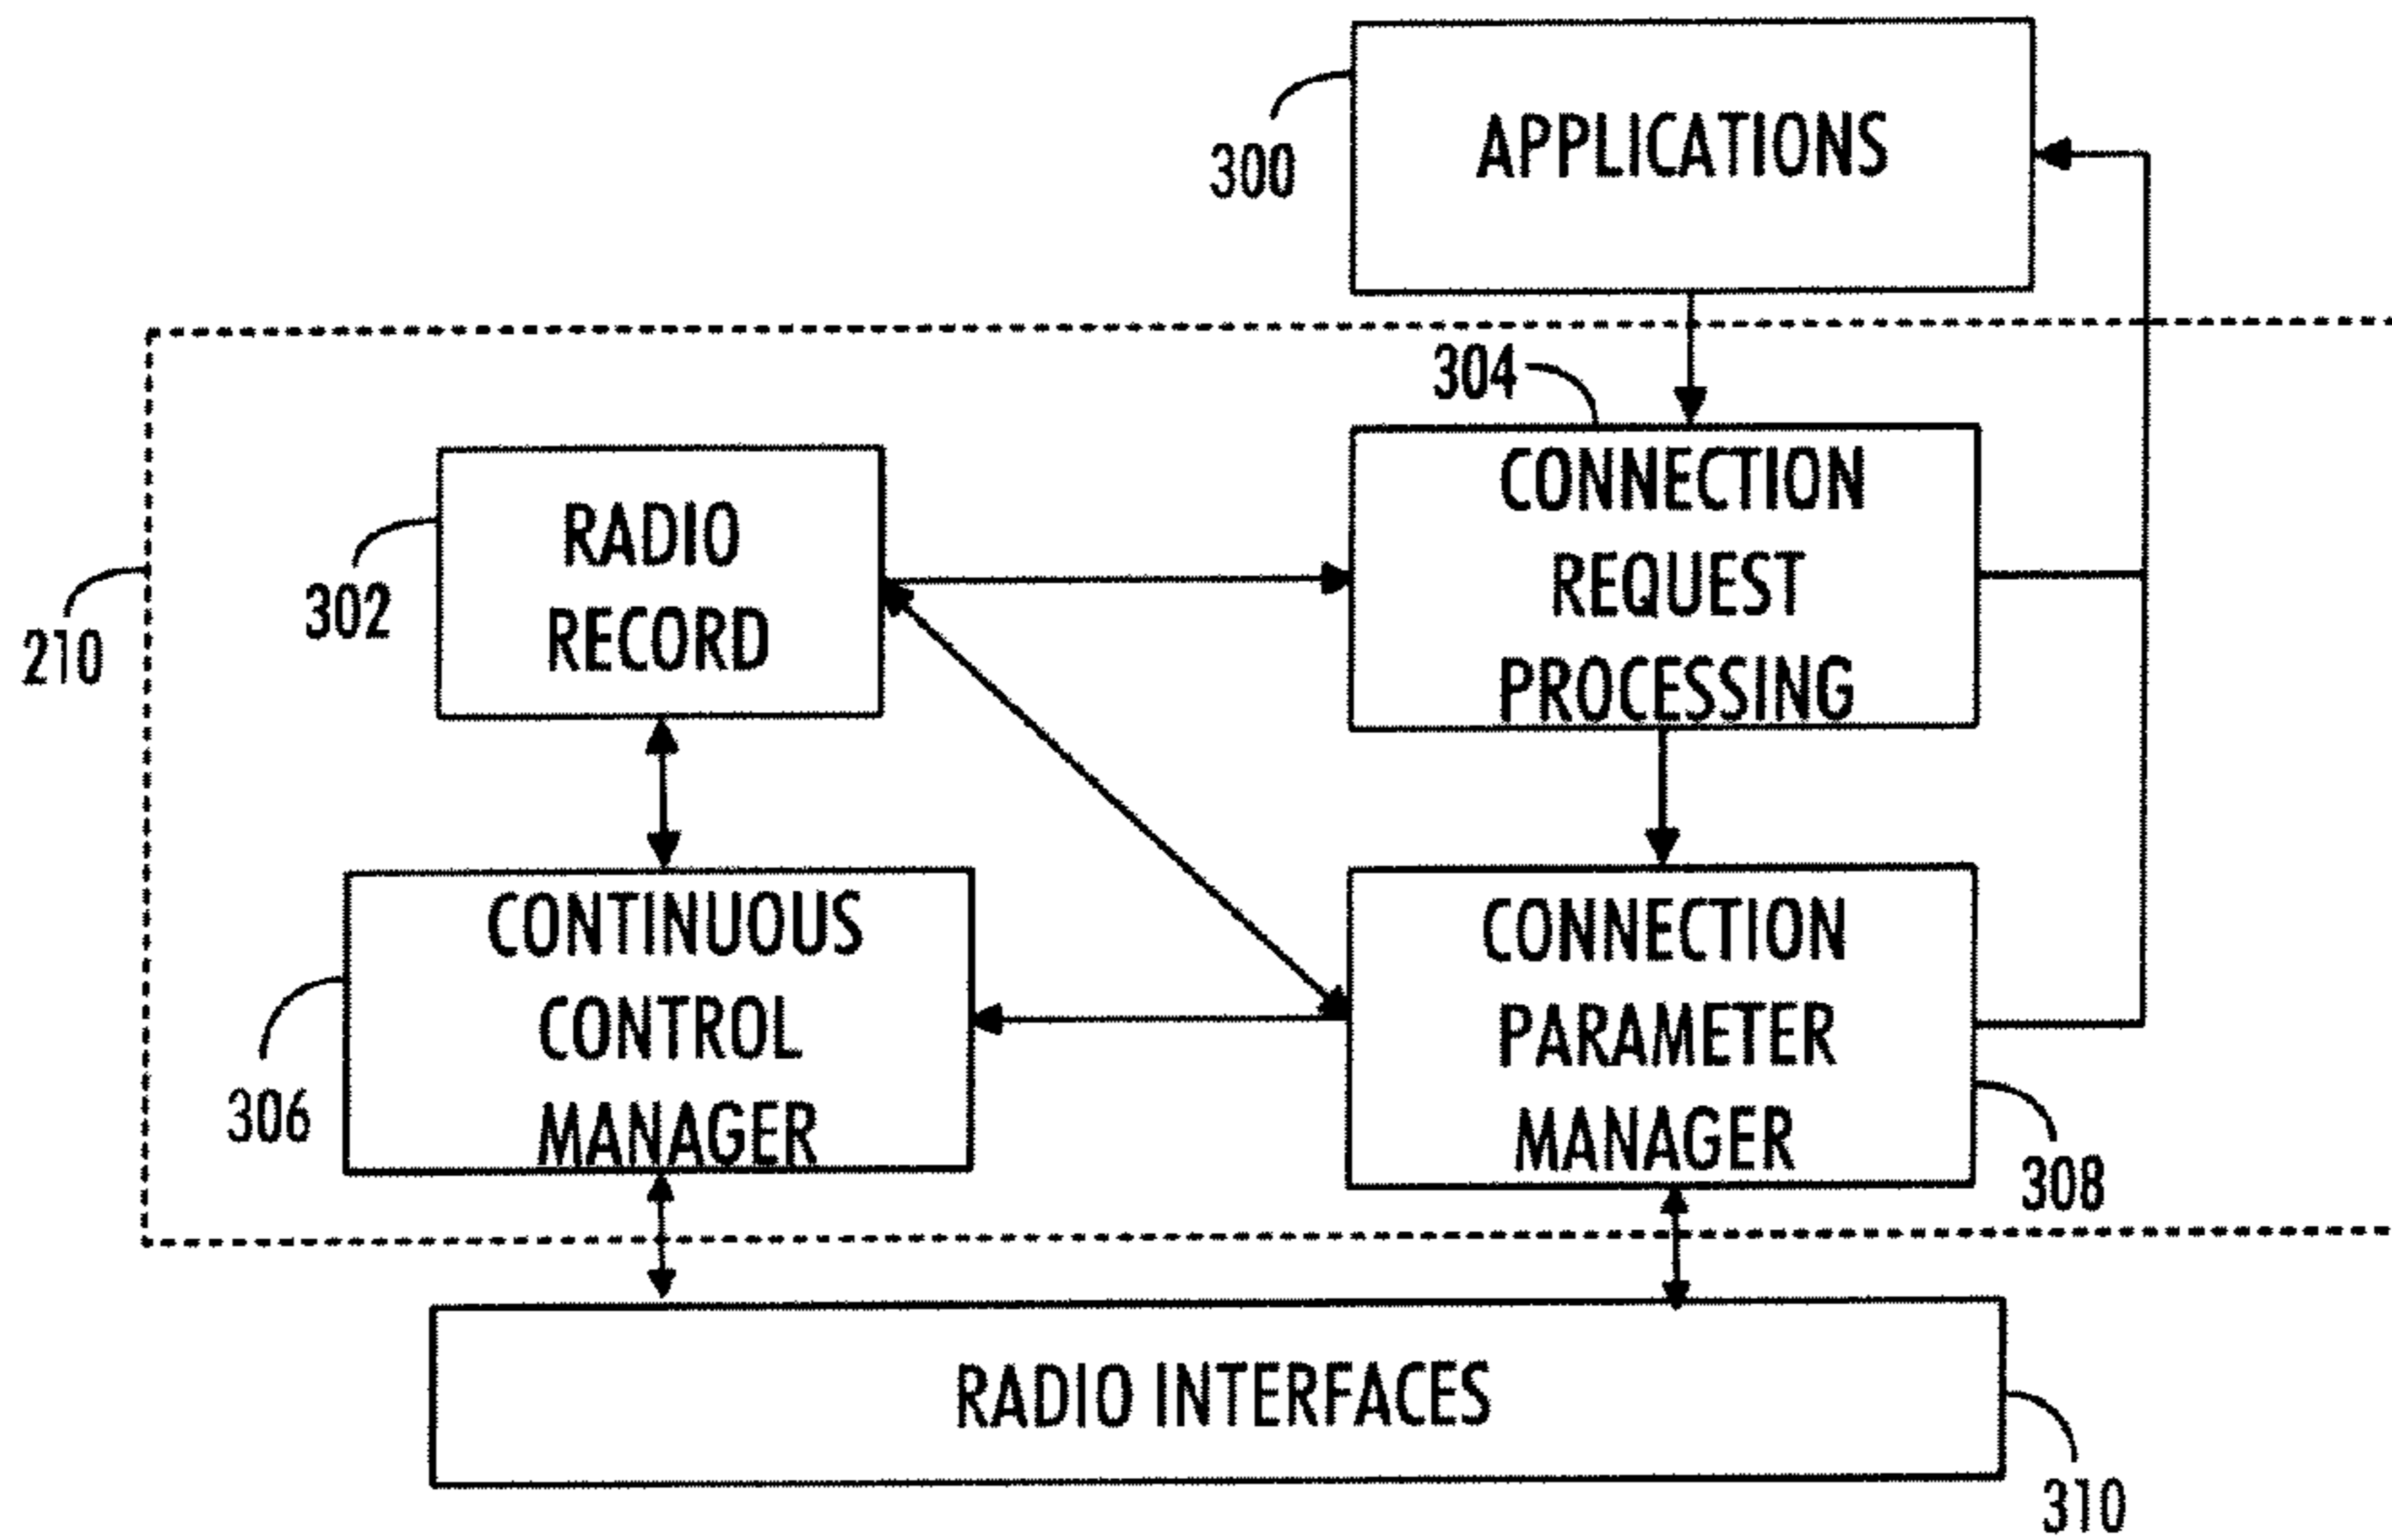 APPLICATIONS
300
304
CONNECTION
REQUEST
PROCESSING
RADIO
RECORD
302
210
CONTINUOUS
CONTROL
MANAGER
306
CONNECTION
PARAMETER
MANAGER
308
RADIO INTERFACES
310